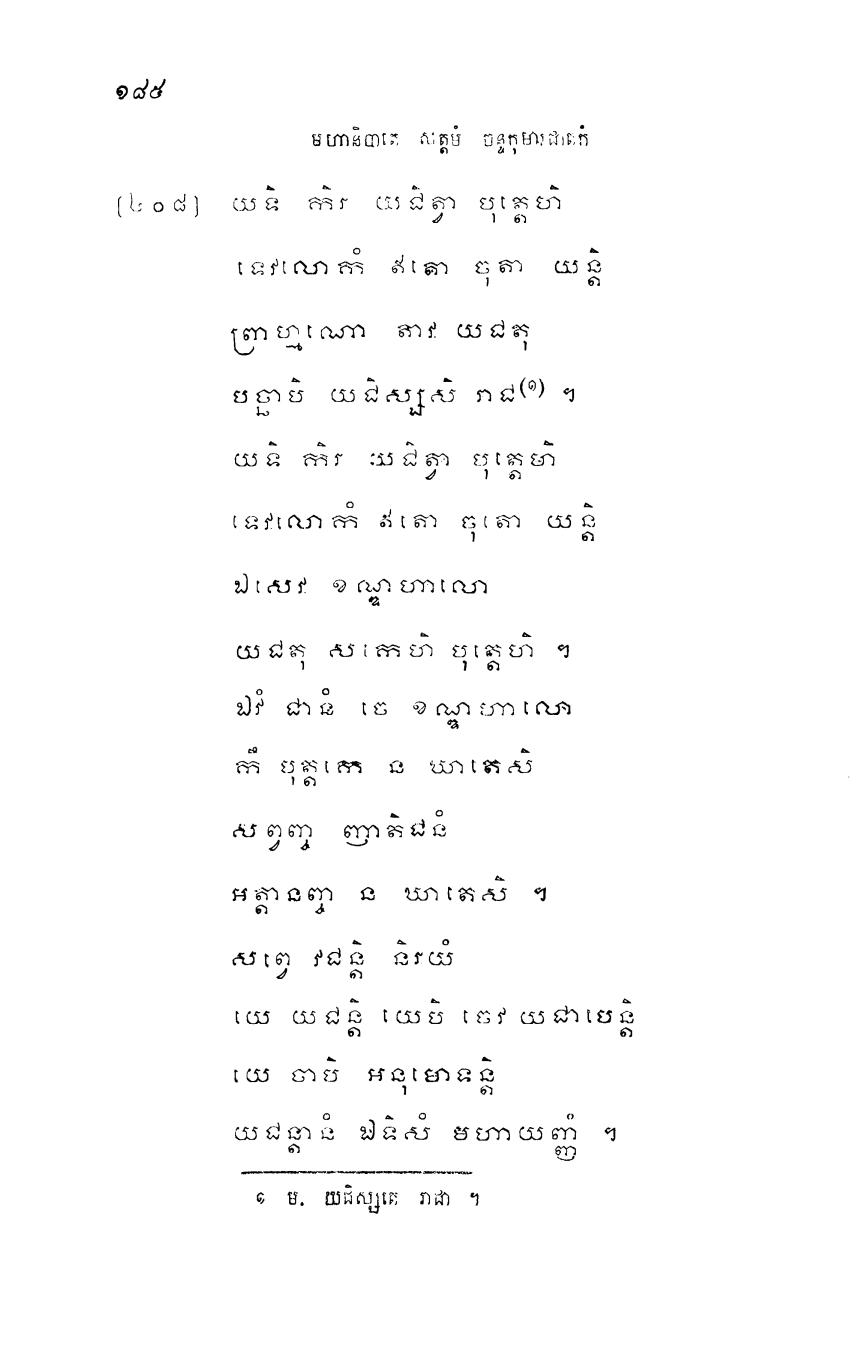 ១៨៥
មហានិបាតេ សត្តមំ ចន្ទកុមារជាតកំ
[៤០៨] យទិ កិរ យជិត្វា បុត្តេហិ
ទេវលោកំ ឥតោ ចុតា យន្តិ
ព្រាហ្មណោ តាវ យជតុ
បច្ឆាបិ យជិស្សសិ រាជ(១) ។
យទិ កិរ យជិត្វា បុត្តេហិ
ទេវលោកំ ឥតោ ចុតោ យន្តិ
ឯសេវ ខណ្ឌហាលោ
យជតុ សកេហិ បុត្តេហិ ។
ឯវំ ជានំ ចេ ខណ្ឌហាលោ
កឹ បុត្តកេ ន ឃាតេសិ
សព្វញ្ច ញាតិជនំ
អត្តានញ្ច ន ឃាតេសិ ។
សព្វេ វជន្តិ និរយំ
យេ យជន្តិ យេបិ ចេវ យជាបេន្តិ
យេ ចាបិ អនុមោទន្តិ
យជន្តានំ ឯទិសំ មហាយញ្ញំ ។
១ ម. យជិស្សតេ រាជា ។